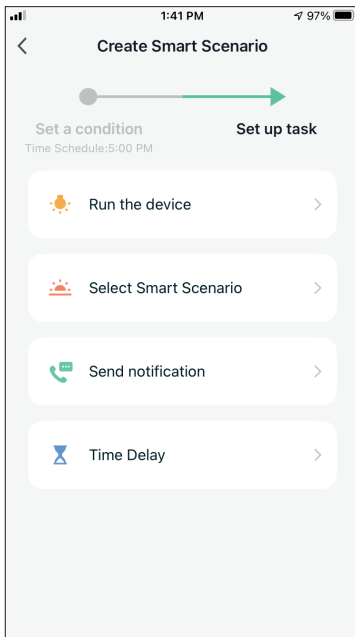 1:41 PM
97%
Create Smart Scenario
Set a condition
Set up task
Time Schedule:5:00 PM
Run the device
Select Smart Scenario
Send notification
Time Delay